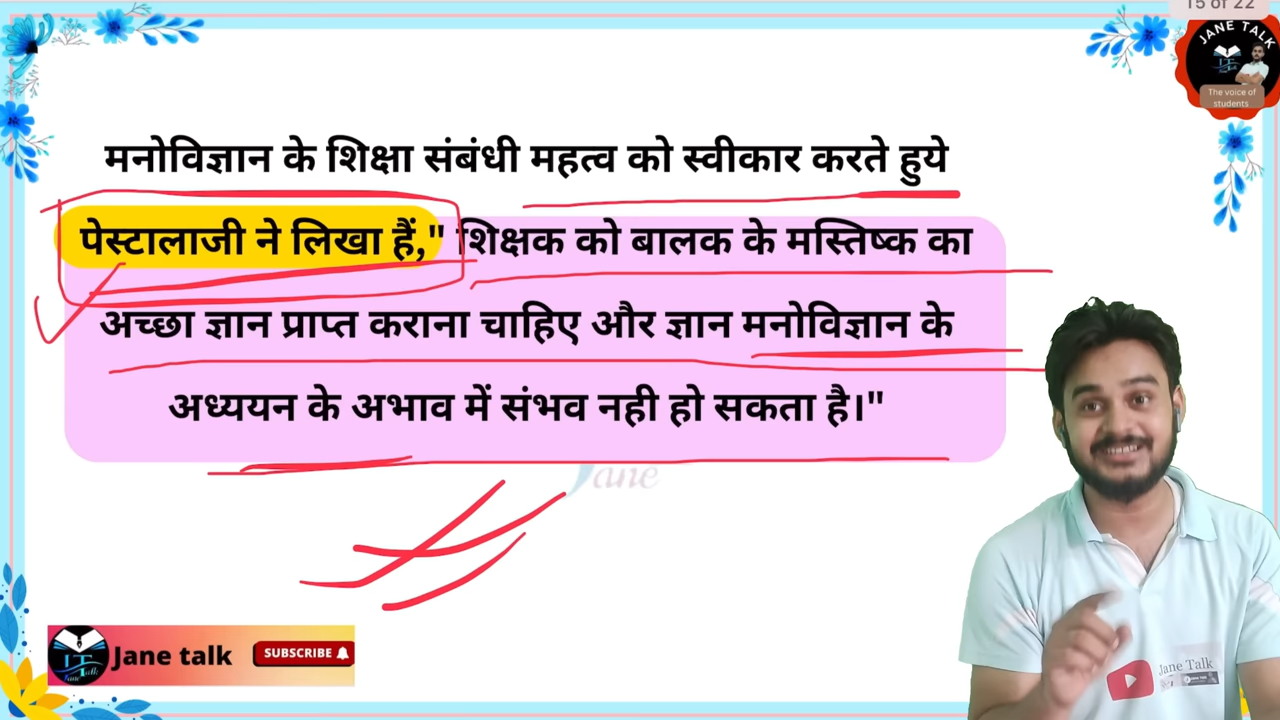 15 of 22
JANE TALK
The voice of
students
मनोविज्ञान के शिक्षा संबंधी महत्व को स्वीकार करते हुये
पेस्टालाजी ने लिखा हैं," शिक्षक को बालक के मस्तिष्क का
अच्छा ज्ञान प्राप्त कराना चाहिए और ज्ञान मनोविज्ञान के
अध्ययन के अभाव में संभव नही हो सकता है।"
Jane
Jane talk
SUBSCRIBE
Jane Talk